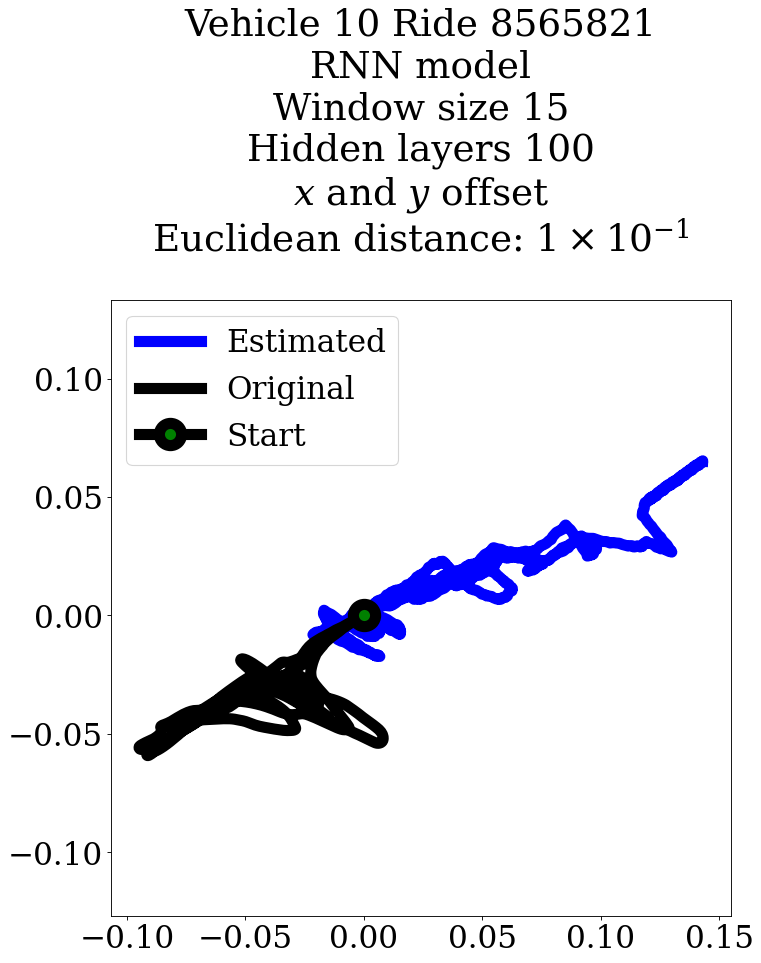 Vehicle 10 Ride 8565821
RNN model
Window size 15
Hidden layers 100
x and y offset
Euclidean distance: 1 × 10⁻¹
Estimated
Original
Start
0.10
0.05
0.00
−0.05
−0.10
−0.10 −0.05 0.00 0.05 0.10 0.15